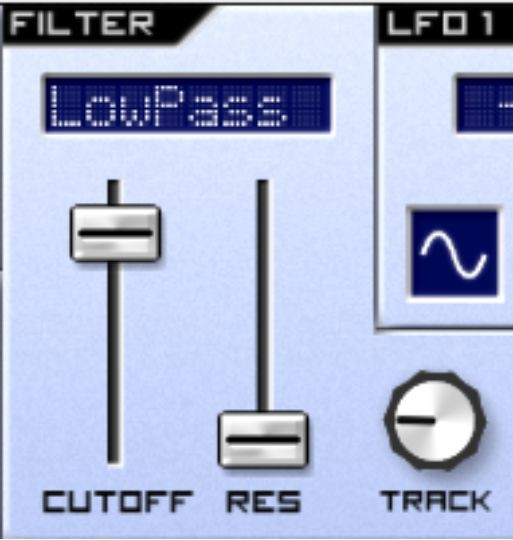 FILTER
LFO 1
LowPass
CUTOFF RES TRACK